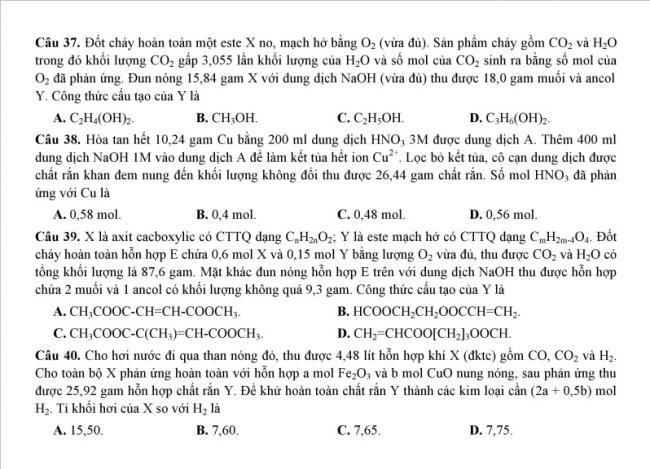 Câu 37. Đốt cháy hoàn toàn một este X no, mạch hở bằng O₂ (vừa đủ). Sản phẩm cháy gồm CO₂ và H₂O
trong đó khối lượng CO₂ gấp 3,055 lần khối lượng của H₂O và số mol của CO₂ sinh ra bằng số mol của
O₂ đã phản ứng. Đun nóng 15,84 gam X với dung dịch NaOH (vừa đủ) thu được 18,0 gam muối và ancol
Y. Công thức cấu tạo của Y là
A. C₂H₄(OH)₂. B. CH₃OH. C. C₂H₅OH. D. C₃H₆(OH)₂.
Câu 38. Hòa tan hết 10,24 gam Cu bằng 200 ml dung dịch HNO₃ 3M được dung dịch A. Thêm 400 ml
dung dịch NaOH 1M vào dung dịch A để làm kết tủa hết ion Cu²⁺. Lọc bỏ kết tủa, cô cạn dung dịch được
chất rắn khan đem nung đến khối lượng không đổi thu được 26,44 gam chất rắn. Số mol HNO₃ đã phản
ứng với Cu là
A. 0,58 mol. B. 0,4 mol. C. 0,48 mol. D. 0,56 mol.
Câu 39. X là axit cacboxylic có CTTQ dạng CₙH₂ₙO₂; Y là este mạch hở có CTTQ dạng CₘH₂ₘ₋₄O₄. Đốt
cháy hoàn toàn hỗn hợp E chứa 0,6 mol X và 0,15 mol Y bằng lượng O₂ vừa đủ, thu được CO₂ và H₂O có
tổng khối lượng là 87,6 gam. Mặt khác đun nóng hỗn hợp E trên với dung dịch NaOH thu được hỗn hợp
chứa 2 muối và 1 ancol có khối lượng không quá 9,3 gam. Công thức cấu tạo của Y là
A. CH₃COOC-CH=CH-COOCH₃. B. HCOOCH₂CH₂OOCCH=CH₂.
C. CH₃COOC-C(CH₃)=CH-COOCH₃. D. CH₂=CHCOO[CH₂]₃OOCH.
Câu 40. Cho hơi nước đi qua than nóng đỏ, thu được 4,48 lít hỗn hợp khí X (đktc) gồm CO, CO₂ và H₂.
Cho toàn bộ X phản ứng hoàn toàn với hỗn hợp a mol Fe₂O₃ và b mol CuO nung nóng, sau phản ứng thu
được 25,92 gam hỗn hợp chất rắn Y. Để khử hoàn toàn chất rắn Y thành các kim loại cần (2a + 0,5b) mol
H₂. Tỉ khối hơi của X so với H₂ là
A. 15,50. B. 7,60. C. 7,65. D. 7,75.